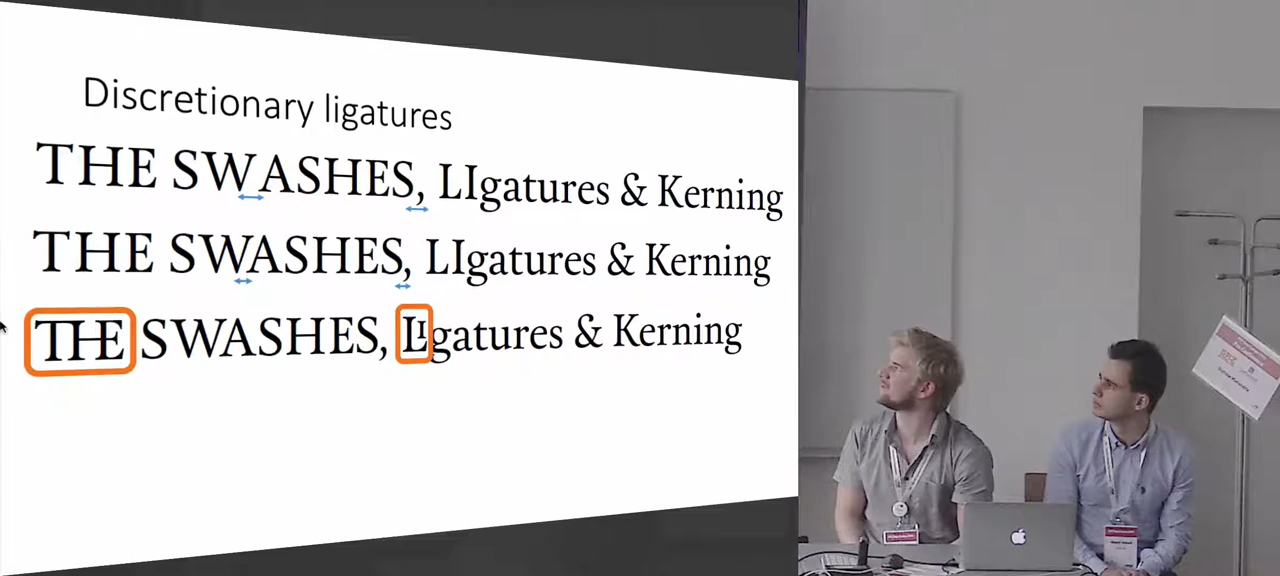 Discretionary ligatures
THE SWASHES, LIgatures & Kerning
THE SWASHES, LIgatures & Kerning
THE SWASHES, LIgatures & Kerning